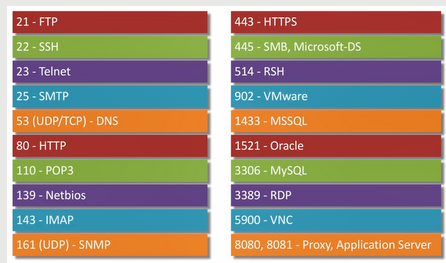 21 - FTP
22 - SSH
23 - Telnet
25 - SMTP
53 (UDP/TCP) - DNS
80 - HTTP
110 - POP3
139 - Netbios
143 - IMAP
161 (UDP) - SNMP
443 - HTTPS
445 - SMB, Microsoft-DS
514 - RSH
902 - VMware
1433 - MSSQL
1521 - Oracle
3306 - MySQL
3389 - RDP
5900 - VNC
8080, 8081 - Proxy, Application Server